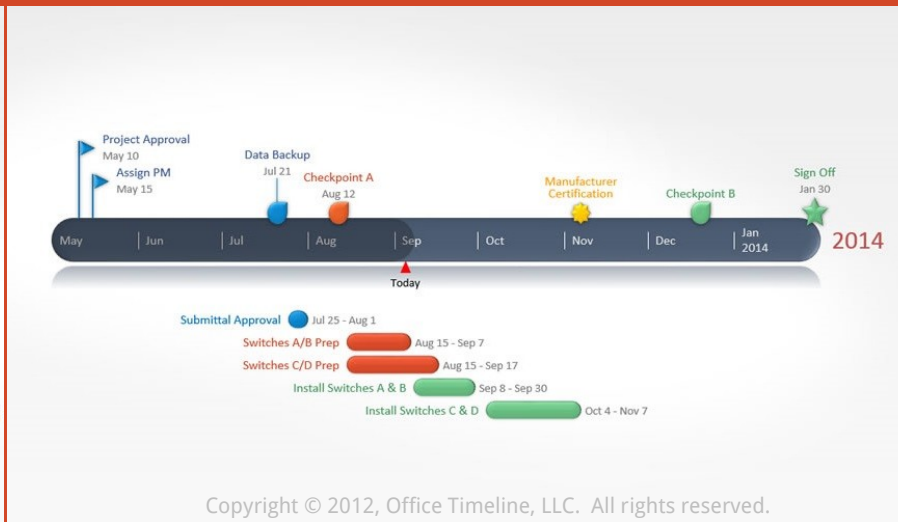 Project Approval
May 10
Assign PM
May 15
Data Backup
Jul 21
Checkpoint A
Aug 12
Manufacturer
Certification
Checkpoint B
Sign Off
Jan 30
May Jun Jul Aug Sep Oct Nov Dec Jan
2014
2014
Today
Submittal Approval Jul 25 - Aug 1
Switches A/B Prep Aug 15 - Sep 7
Switches C/D Prep Aug 15 - Sep 17
Install Switches A & B Sep 8 - Sep 30
Install Switches C & D Oct 4 - Nov 7
Copyright © 2012, Office Timeline, LLC. All rights reserved.